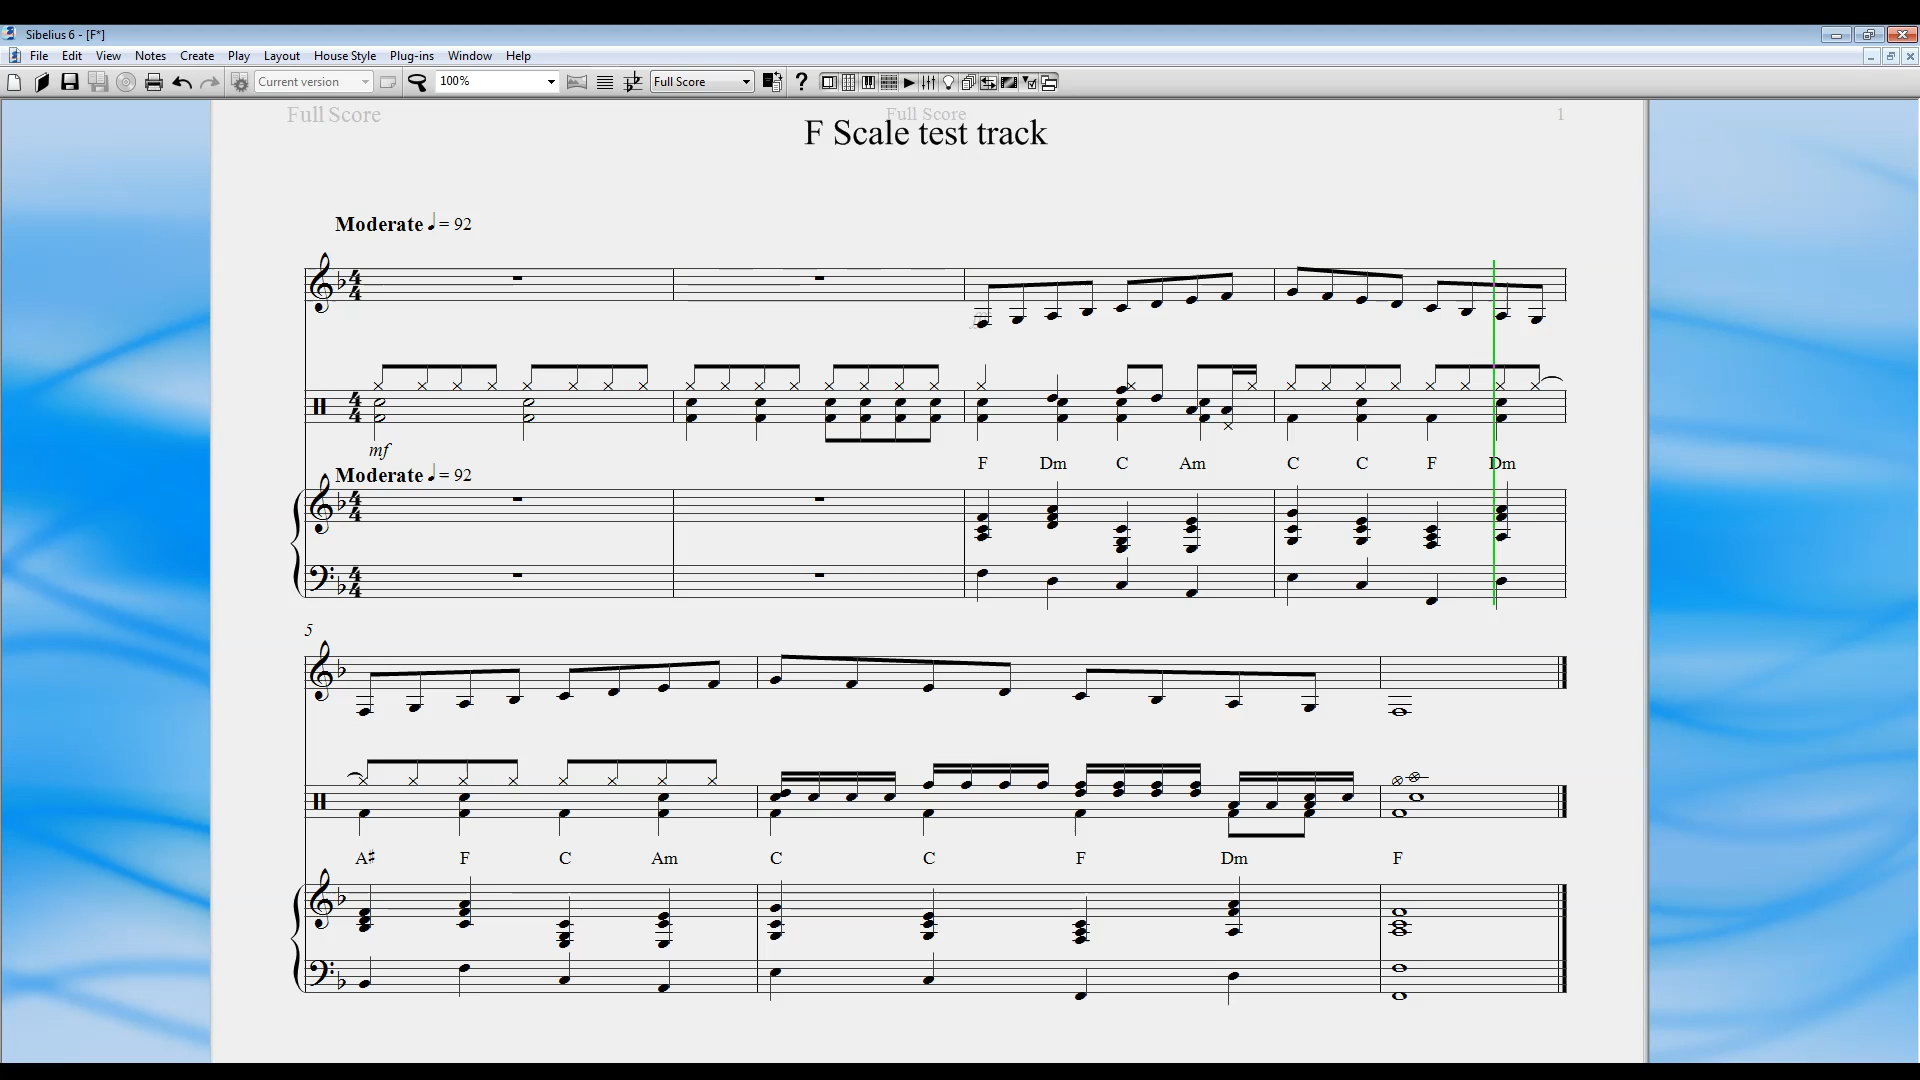 Sibelius 6 - [F*]
File Edit View Notes Create Play Layout House Style Plug-ins Window Help
Current version 100% Full Score ?
Full Score Full Score 1
F Scale test track
Moderate ♩ = 92
mf
F Dm C Am C C F Dm
Moderate ♩ = 92
5
A♯ F C Am C C F Dm F